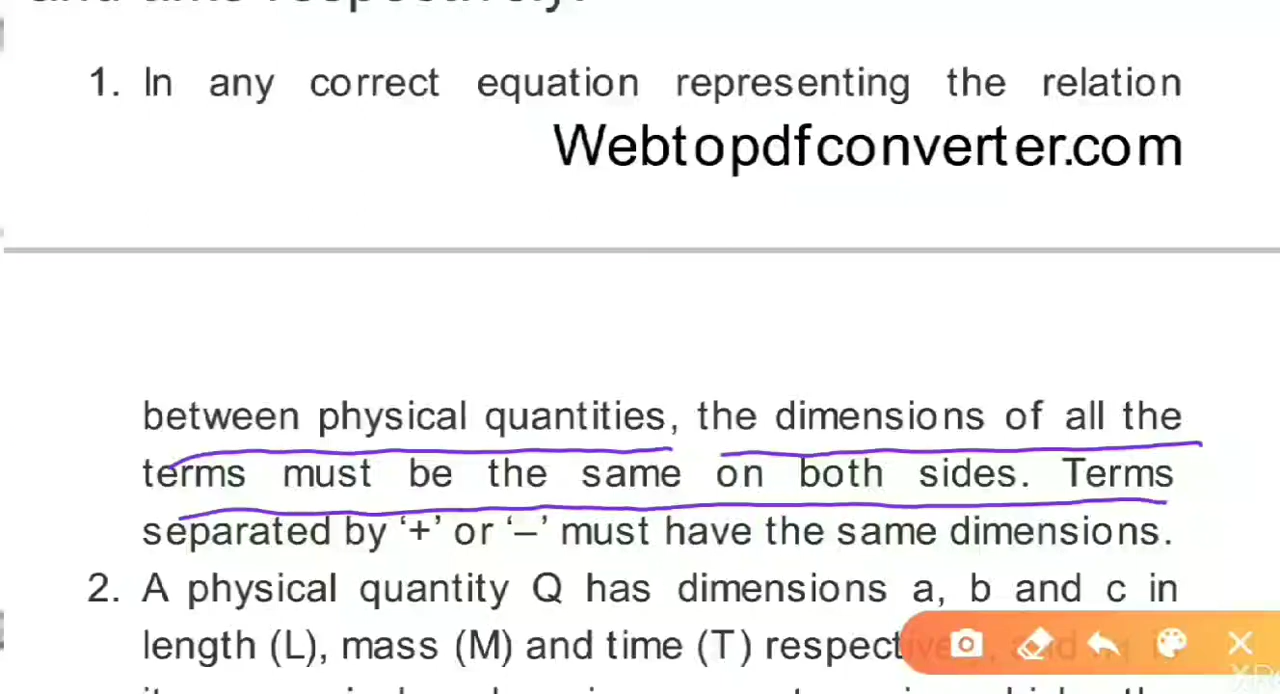 1. In any correct equation representing the relation
Webtopdfconverter.com
between physical quantities, the dimensions of all the
terms must be the same on both sides. Terms
separated by ‘+’ or ‘–’ must have the same dimensions.
2. A physical quantity Q has dimensions a, b and c in
length (L), mass (M) and time (T)